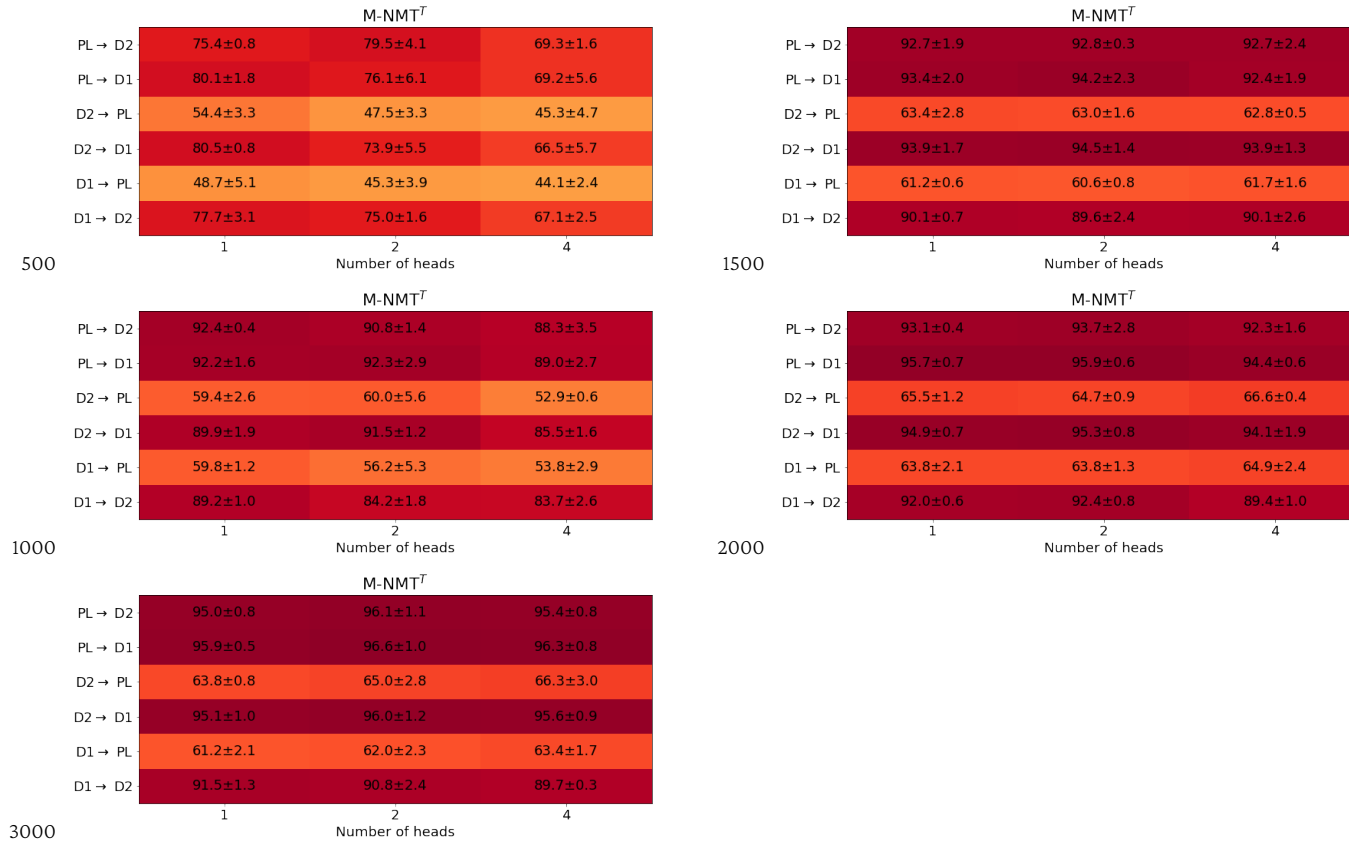 M-NMT^T
PL → D2 75.4±0.8 79.5±4.1 69.3±1.6
PL → D1 80.1±1.8 76.1±6.1 69.2±5.6
D2 → PL 54.4±3.3 47.5±3.3 45.3±4.7
D2 → D1 80.5±0.8 73.9±5.5 66.5±5.7
D1 → PL 48.7±5.1 45.3±3.9 44.1±2.4
D1 → D2 77.7±3.1 75.0±1.6 67.1±2.5
1 2 4
500 Number of heads
M-NMT^T
PL → D2 92.7±1.9 92.8±0.3 92.7±2.4
PL → D1 93.4±2.0 94.2±2.3 92.4±1.9
D2 → PL 63.4±2.8 63.0±1.6 62.8±0.5
D2 → D1 93.9±1.7 94.5±1.4 93.9±1.3
D1 → PL 61.2±0.6 60.6±0.8 61.7±1.6
D1 → D2 90.1±0.7 89.6±2.4 90.1±2.6
1 2 4
1500 Number of heads
M-NMT^T
PL → D2 92.4±0.4 90.8±1.4 88.3±3.5
PL → D1 92.2±1.6 92.3±2.9 89.0±2.7
D2 → PL 59.4±2.6 60.0±5.6 52.9±0.6
D2 → D1 89.9±1.9 91.5±1.2 85.5±1.6
D1 → PL 59.8±1.2 56.2±5.3 53.8±2.9
D1 → D2 89.2±1.0 84.2±1.8 83.7±2.6
1 2 4
1000 Number of heads
M-NMT^T
PL → D2 93.1±0.4 93.7±2.8 92.3±1.6
PL → D1 95.7±0.7 95.9±0.6 94.4±0.6
D2 → PL 65.5±1.2 64.7±0.9 66.6±0.4
D2 → D1 94.9±0.7 95.3±0.8 94.1±1.9
D1 → PL 63.8±2.1 63.8±1.3 64.9±2.4
D1 → D2 92.0±0.6 92.4±0.8 89.4±1.0
1 2 4
2000 Number of heads
M-NMT^T
PL → D2 95.0±0.8 96.1±1.1 95.4±0.8
PL → D1 95.9±0.5 96.6±1.0 96.3±0.8
D2 → PL 63.8±0.8 65.0±2.8 66.3±3.0
D2 → D1 95.1±1.0 96.0±1.2 95.6±0.9
D1 → PL 61.2±2.1 62.0±2.3 63.4±1.7
D1 → D2 91.5±1.3 90.8±2.4 89.7±0.3
1 2 4
3000 Number of heads